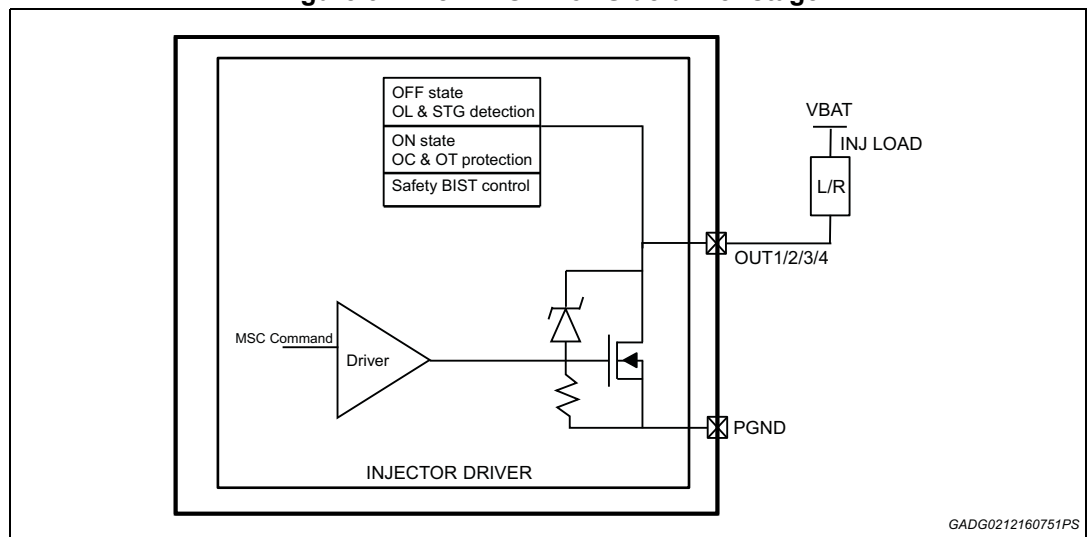 OFF state
OL & STG detection
ON state
OC & OT protection
Safety BIST control
VBAT
INJ LOAD
L/R
OUT1/2/3/4
MSC Command
Driver
PGND
INJECTOR DRIVER
GADG0212160751PS